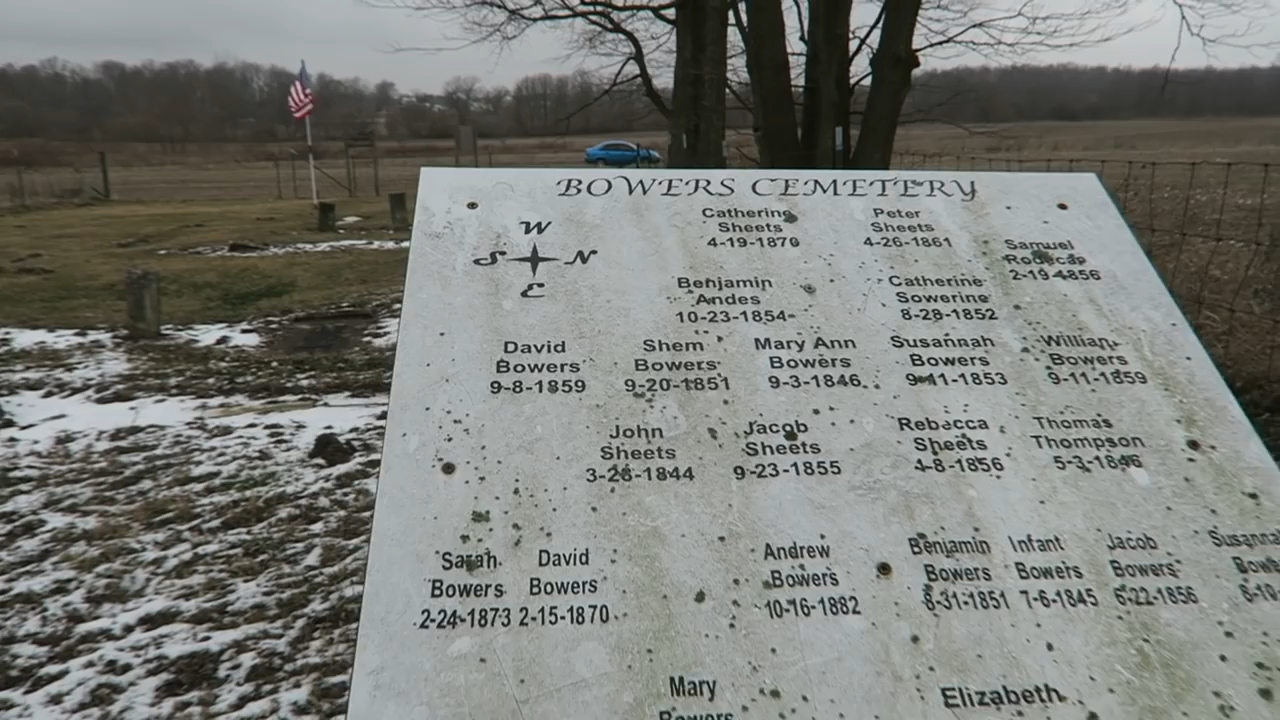 BOWERS CEMETERY
W
S N
E
Catherine Sheets 4-19-1870
Peter Sheets 4-26-1861
Samuel Rodecap 2-19-1856
Benjamin Andes 10-23-1854
Catherine Sowerine 8-28-1852
David Bowers 9-8-1859
Shem Bowers 9-20-1851
Mary Ann Bowers 9-3-1846
Susannah Bowers 9-11-1853
William Bowers 9-11-1859
John Sheets 3-28-1844
Jacob Sheets 9-23-1855
Rebecca Sheets 4-8-1856
Thomas Thompson 5-3-1846
Sarah Bowers 2-24-1873
David Bowers 2-15-1870
Andrew Bowers 10-16-1882
Benjamin Bowers 8-31-1851
Infant Bowers 7-6-1845
Jacob Bowers 6-22-1856
Mary Bowers
Elizabeth